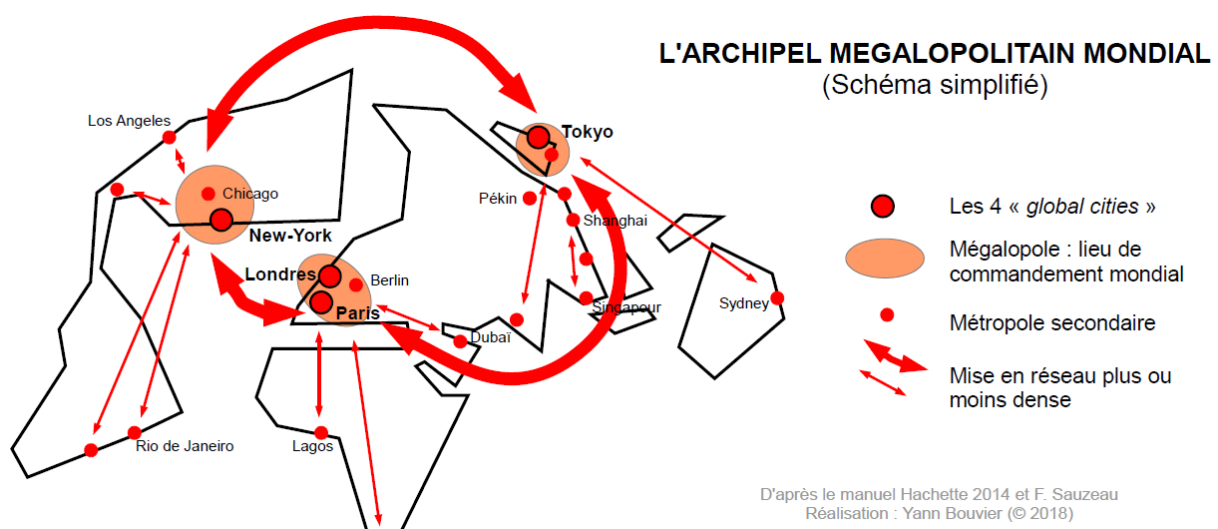 L'ARCHIPEL MEGALOPOLITAIN MONDIAL
(Schéma simplifié)
Los Angeles
Chicago
New-York
Londres
Berlin
Paris
Tokyo
Pékin
Shanghai
Singapour
Sydney
Dubaï
Rio de Janeiro
Lagos
Les 4 « global cities »
Mégalopole : lieu de
commandement mondial
Métropole secondaire
Mise en réseau plus ou
moins dense
D'après le manuel Hachette 2014 et F. Sauzeau
Réalisation : Yann Bouvier (© 2018)